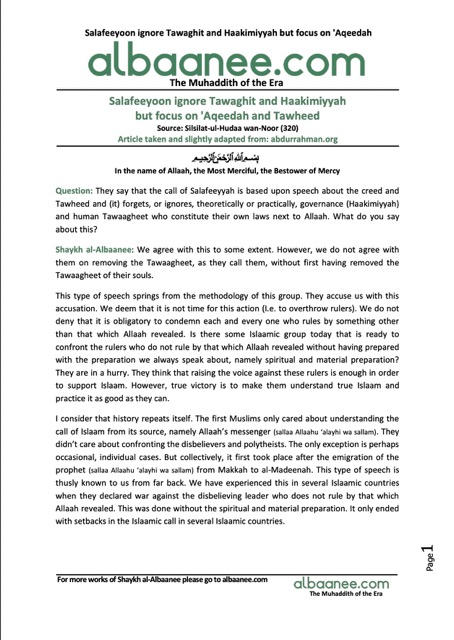 Salafeeyoon ignore Tawaghit and Haakimiyyah but focus on 'Aqeedah
albaanee.com
The Muhaddith of the Era
Salafeeyoon ignore Tawaghit and Haakimiyyah
but focus on 'Aqeedah and Tawheed
Source: Silsilat-ul-Hudaa wan-Noor (320)
Article taken and slightly adapted from: abdurrahman.org
بسم الله الرحمن الرحيم
In the name of Allaah, the Most Merciful, the Bestower of Mercy
Question: They say that the call of Salafeeyyah is based upon speech about the creed and
Tawheed and (it) forgets, or ignores, theoretically or practically, governance (Haakimiyyah)
and human Tawaagheet who constitute their own laws next to Allaah. What do you say
about this?
Shaykh al-Albaanee: We agree with this to some extent. However, we do not agree with
them on removing the Tawaagheet, as they call them, without first having removed the
Tawaagheet of their souls.
This type of speech springs from the methodology of this group. They accuse us with this
accusation. We deem that it is not time for this action (I.e. to overthrow rulers). We do not
deny that it is obligatory to condemn each and every one who rules by something other
than that which Allaah revealed. Is there some Islaamic group today that is ready to
confront the rulers who do not rule by that which Allaah revealed without having prepared
with the preparation we always speak about, namely spiritual and material preparation?
They are in a hurry. They think that raising the voice against these rulers is enough in order
to support Islaam. However, true victory is to make them understand true Islaam and
practice it as good as they can.
I consider that history repeats itself. The first Muslims only cared about understanding the
call of Islaam from its source, namely Allaah's messenger (sallaa Allaahu 'alayhi wa sallam). They
didn't care about confronting the disbelievers and polytheists. The only exception is perhaps
occasional, individual cases. But collectively, it first took place after the emigration of the
prophet (sallaa Allaahu 'alayhi wa sallam) from Makkah to al-Madeenah. This type of speech is
thusly known to us from far back. We have experienced this in several Islaamic countries
when they declared war against the disbelieving leader who does not rule by that which
Allaah revealed. This was done without the spiritual and material preparation. It only ended
with setbacks in the Islaamic call in several Islaamic countries.
Page 1
For more works of Shaykh al-Albaanee please go to albaanee.com
albaanee.com
The Muhaddith of the Era